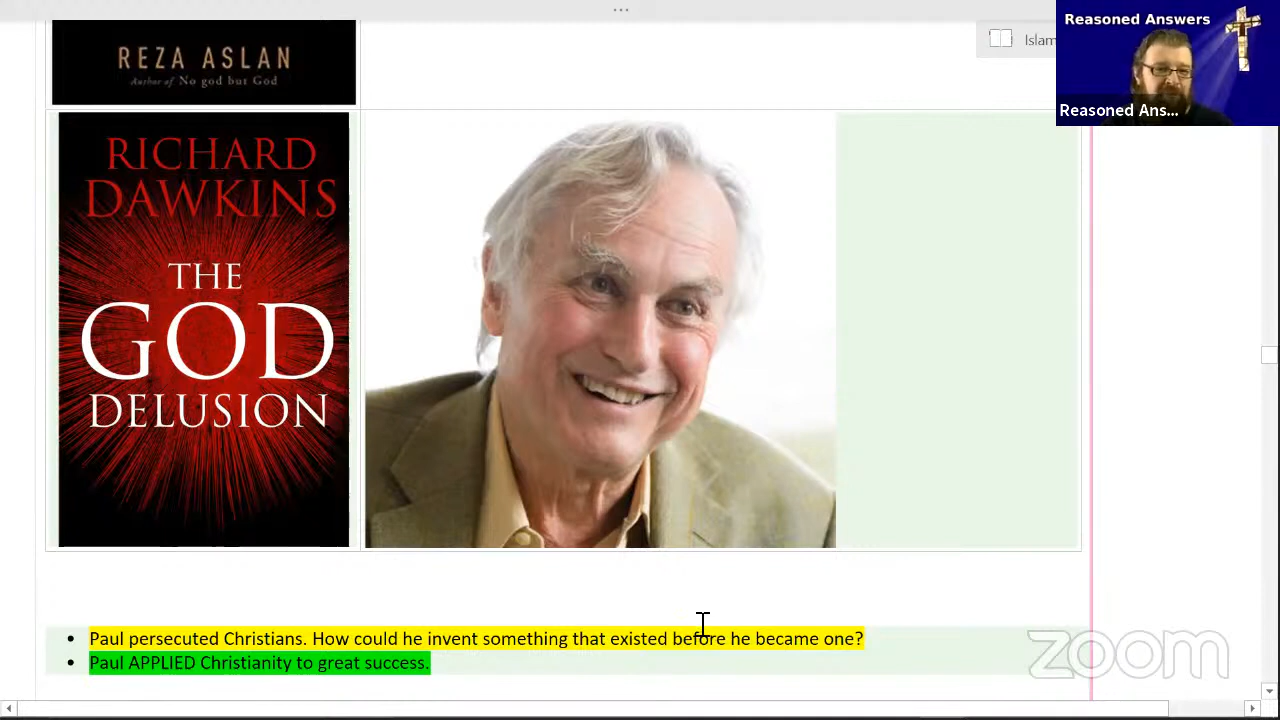 REZA ASLAN
Author of No god but God
Islam
Reasoned Answers
Reasoned Ans...
RICHARD
DAWKINS
THE
GOD
DELUSION
• Paul persecuted Christians. How could he invent something that existed before he became one?
• Paul APPLIED Christianity to great success.
zoom